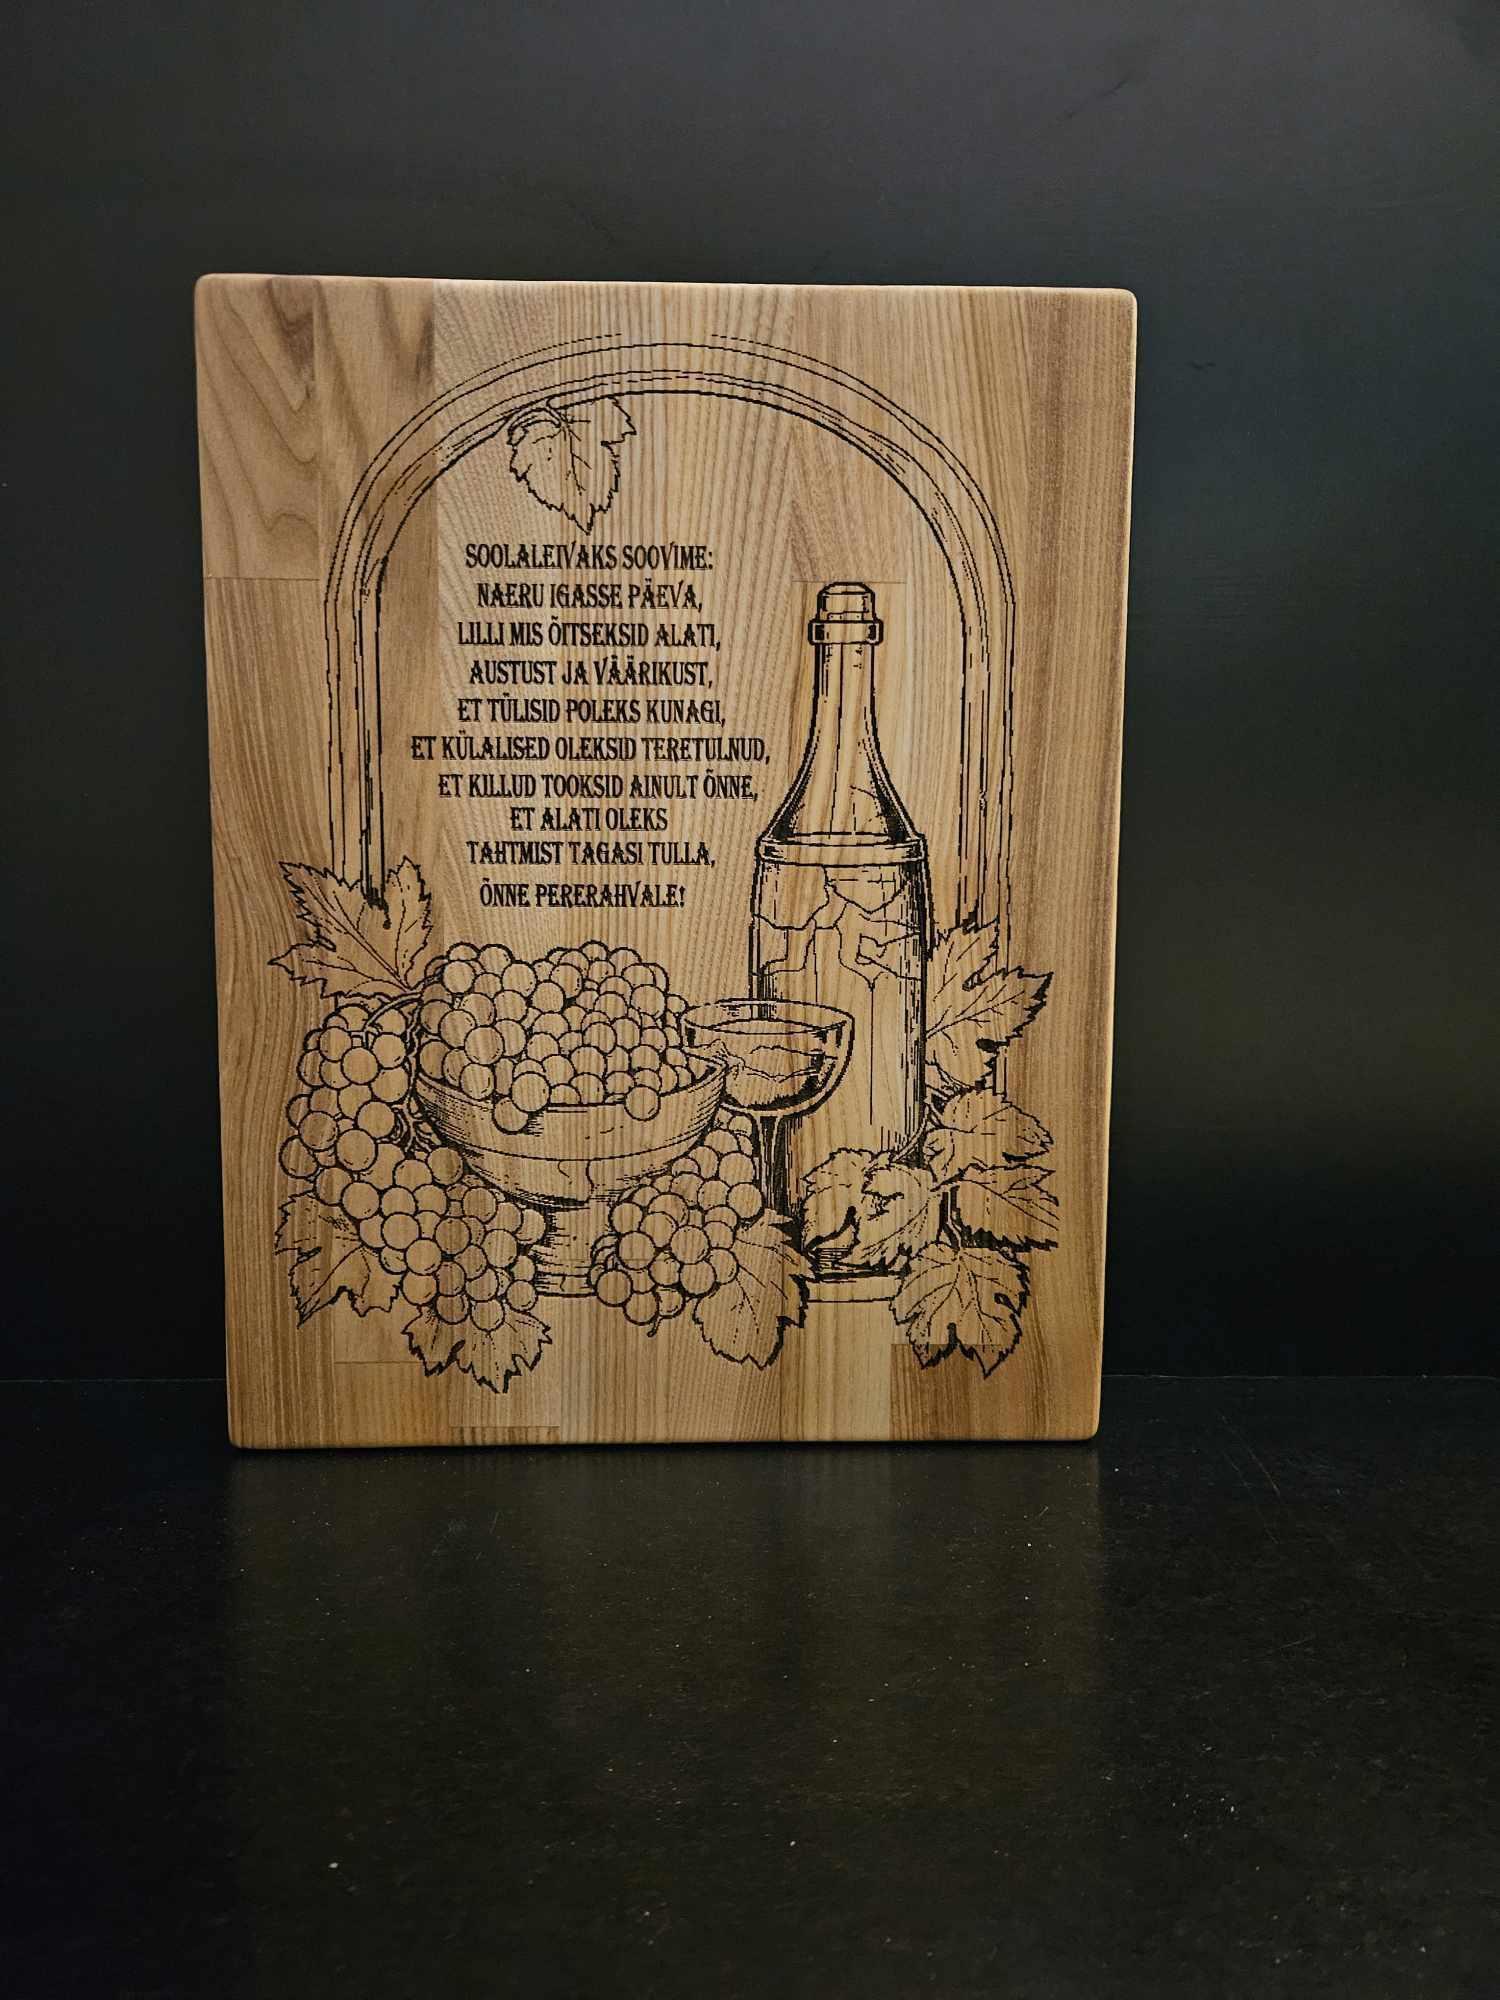 SOOLALEIVAKS SOOVIME:
NAERU IGASSE PÄEVA,
LILLI MIS ÕITSEKSID ALATI,
AUSTUST JA VÄÄRIKUST,
ET TÜLISID POLEKS KUNAGI,
ET KÜLALISED OLEKSID TERETULNUD,
ET KILLUD TOOKSID AINULT ÕNNE,
ET ALATI OLEKS
TAHTMIST TAGASI TULLA,
ÕNNE PERERAHVALE!